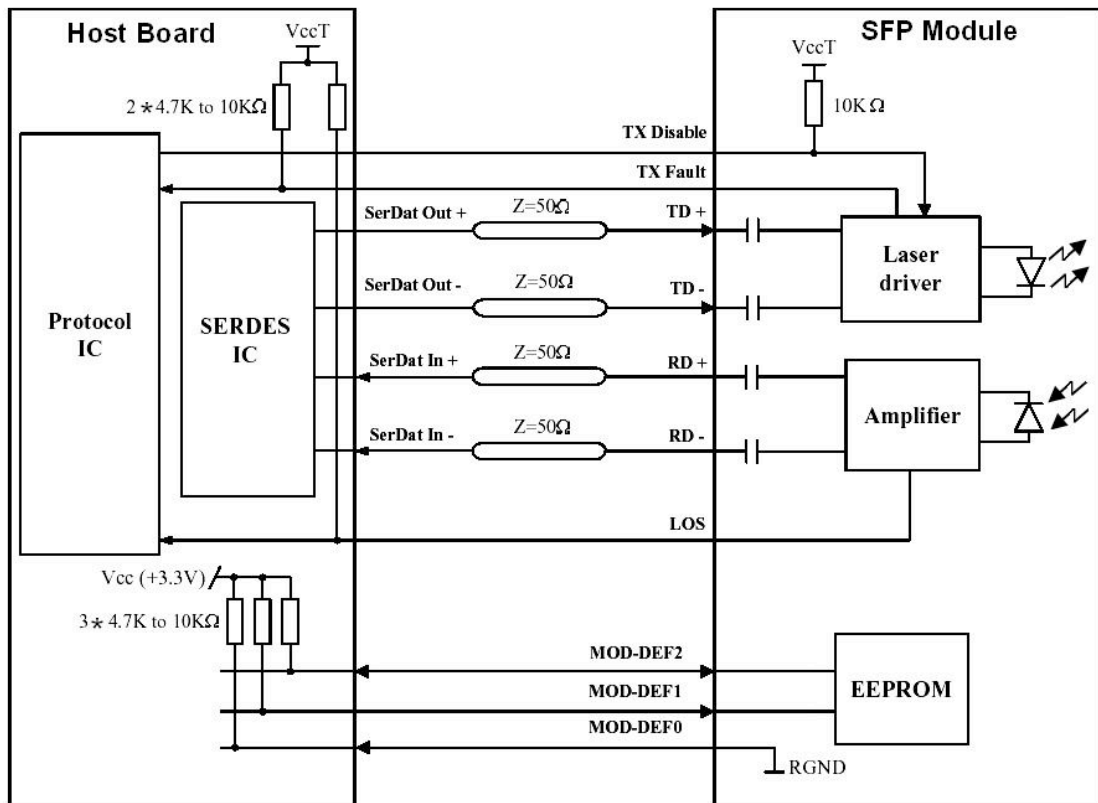 Host Board
SFP Module
VccT
VccT
2*4.7K to 10KΩ
10KΩ
TX Disable
TX Fault
SerDat Out +
Z=50Ω
TD +
SerDat Out -
Z=50Ω
TD -
Laser
driver
Protocol
IC
SERDES
IC
SerDat In +
Z=50Ω
RD +
SerDat In -
Z=50Ω
RD -
Amplifier
LOS
Vcc (+3.3V)
3*4.7K to 10KΩ
MOD-DEF2
MOD-DEF1
MOD-DEF0
EEPROM
RGND